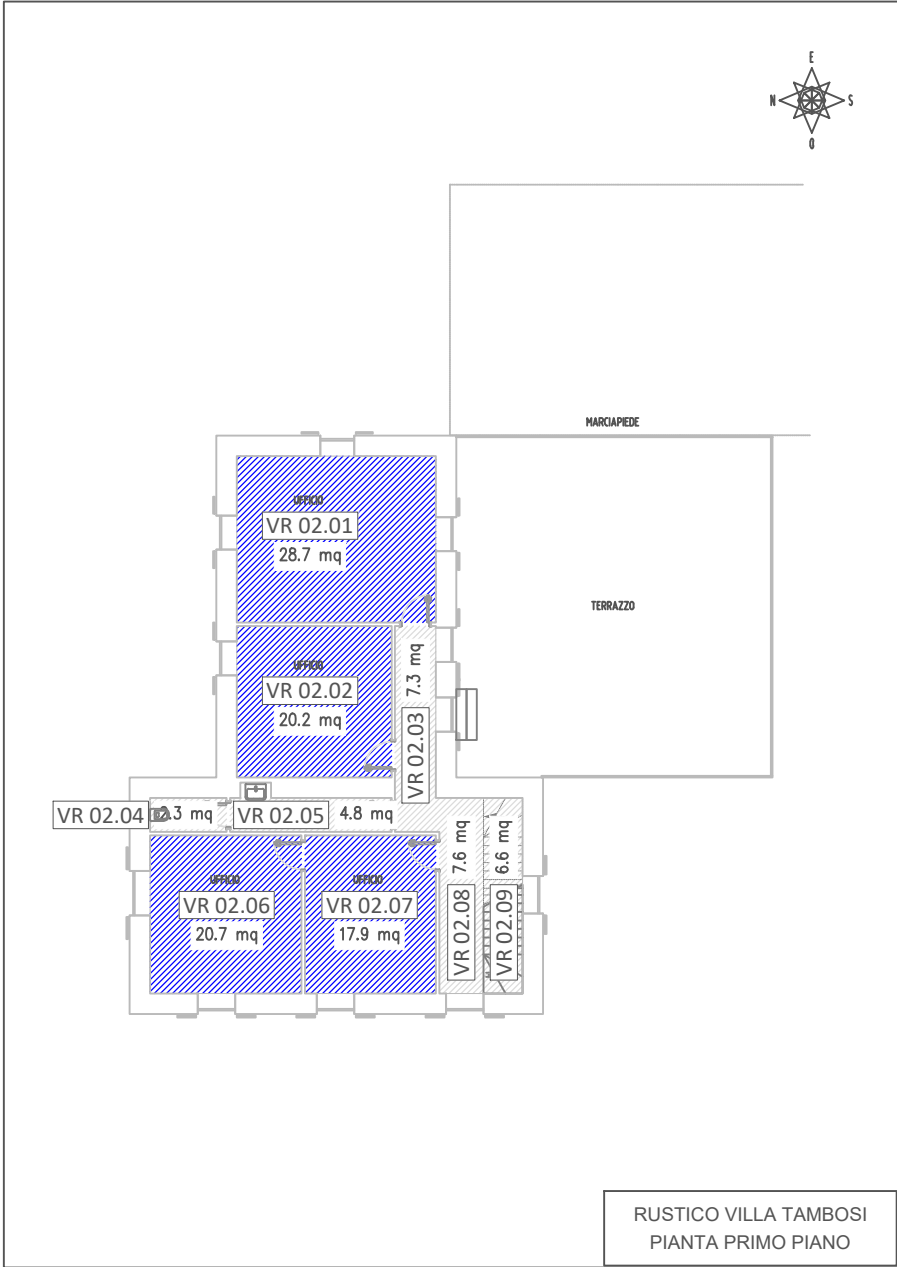 E
N
S
O
MARCIAPIEDE
UFFICIO
VR 02.01
28.7 mq
TERRAZZO
7.3 mq
VR 02.03
UFFICIO
VR 02.02
20.2 mq
VR 02.04
2.3 mq
VR 02.05
4.8 mq
7.6 mq
VR 02.08
6.6 mq
VR 02.09
UFFICIO
VR 02.06
20.7 mq
UFFICIO
VR 02.07
17.9 mq
RUSTICO VILLA TAMBOSI
PIANTA PRIMO PIANO